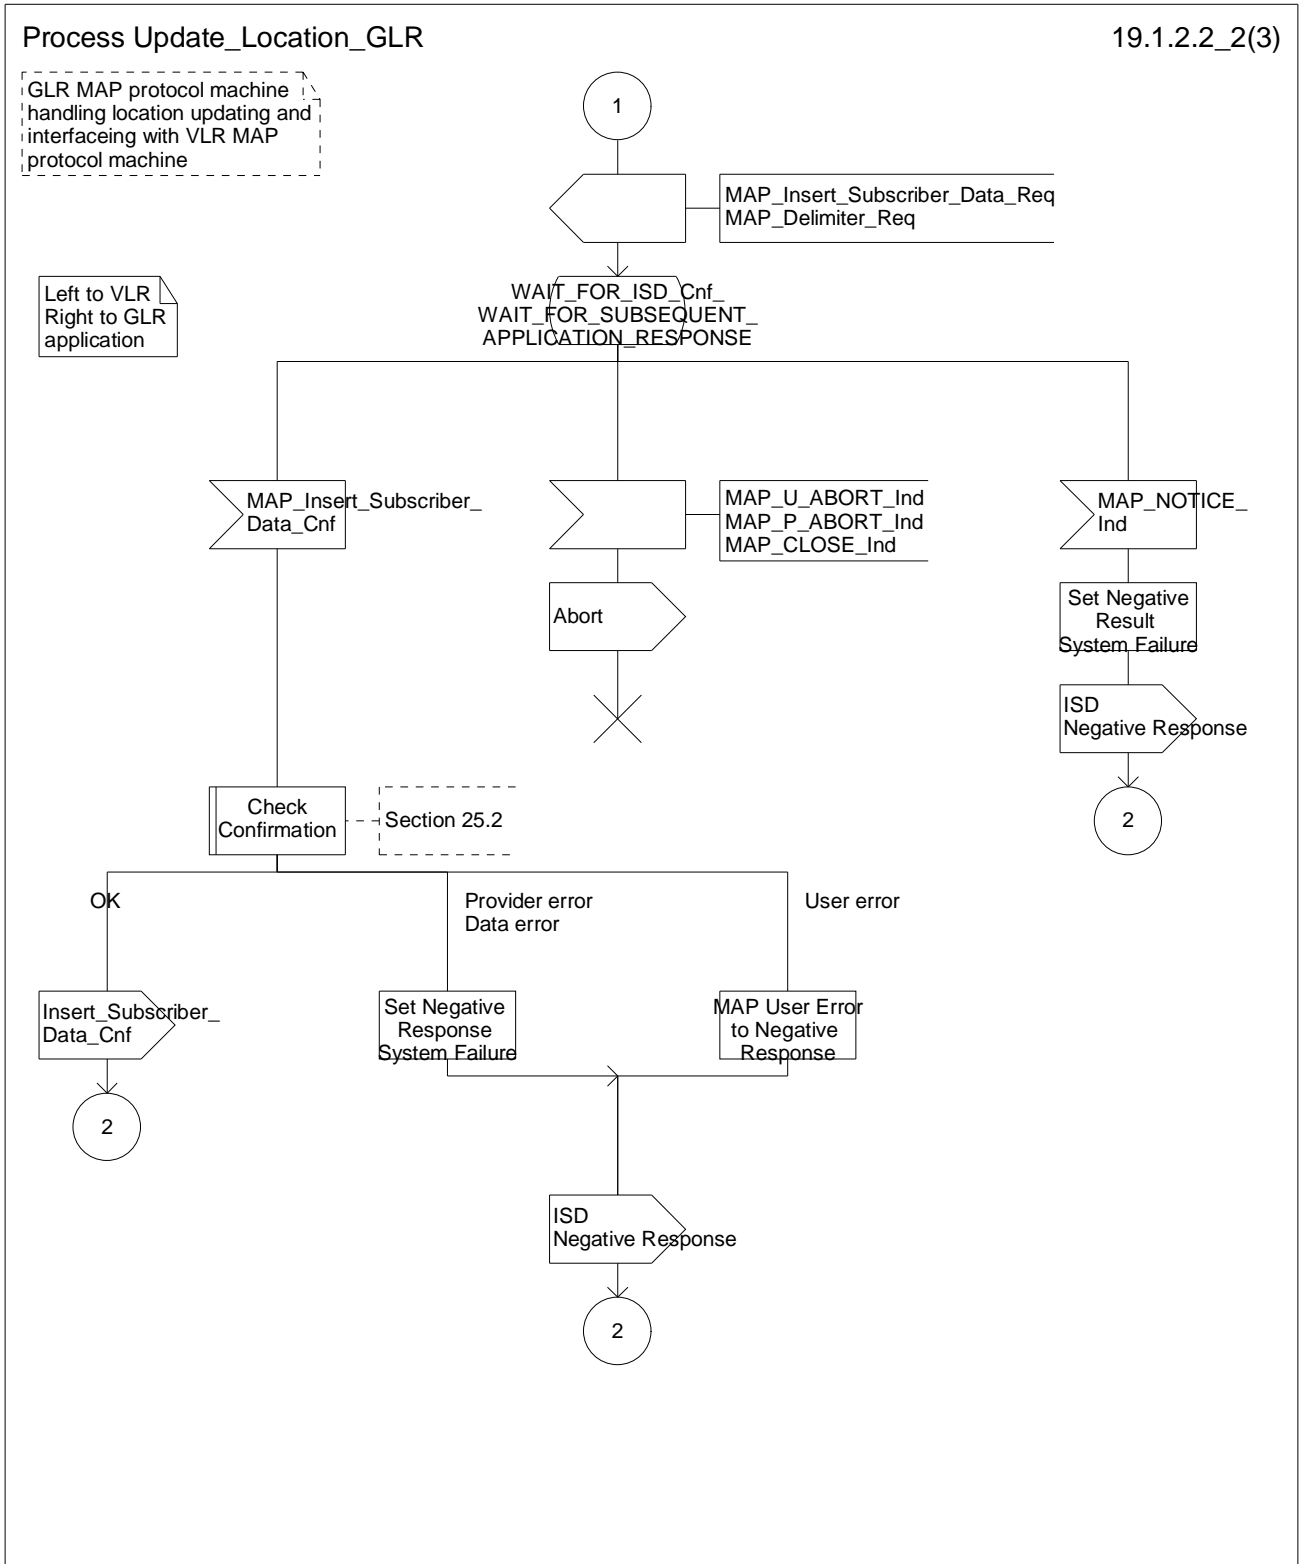 Process Update_Location_GLR
19.1.2.2_2(3)
GLR MAP protocol machine
handling location updating and
interfaceing with VLR MAP
protocol machine
1
MAP_Insert_Subscriber_Data_Req
MAP_Delimiter_Req
Left to VLR
Right to GLR
application
WAIT_FOR_ISD_Cnf_
WAIT_FOR_SUBSEQUENT_
APPLICATION_RESPONSE
MAP_Insert_Subscriber_
Data_Cnf
MAP_U_ABORT_Ind
MAP_P_ABORT_Ind
MAP_CLOSE_Ind
MAP_NOTICE_
Ind
Abort
Set Negative
Result
System Failure
ISD
Negative Response
2
Check
Confirmation
Section 25.2
OK
Provider error
Data error
User error
Insert_Subscriber_
Data_Cnf
Set Negative
Response
System Failure
MAP User Error
to Negative
Response
2
ISD
Negative Response
2